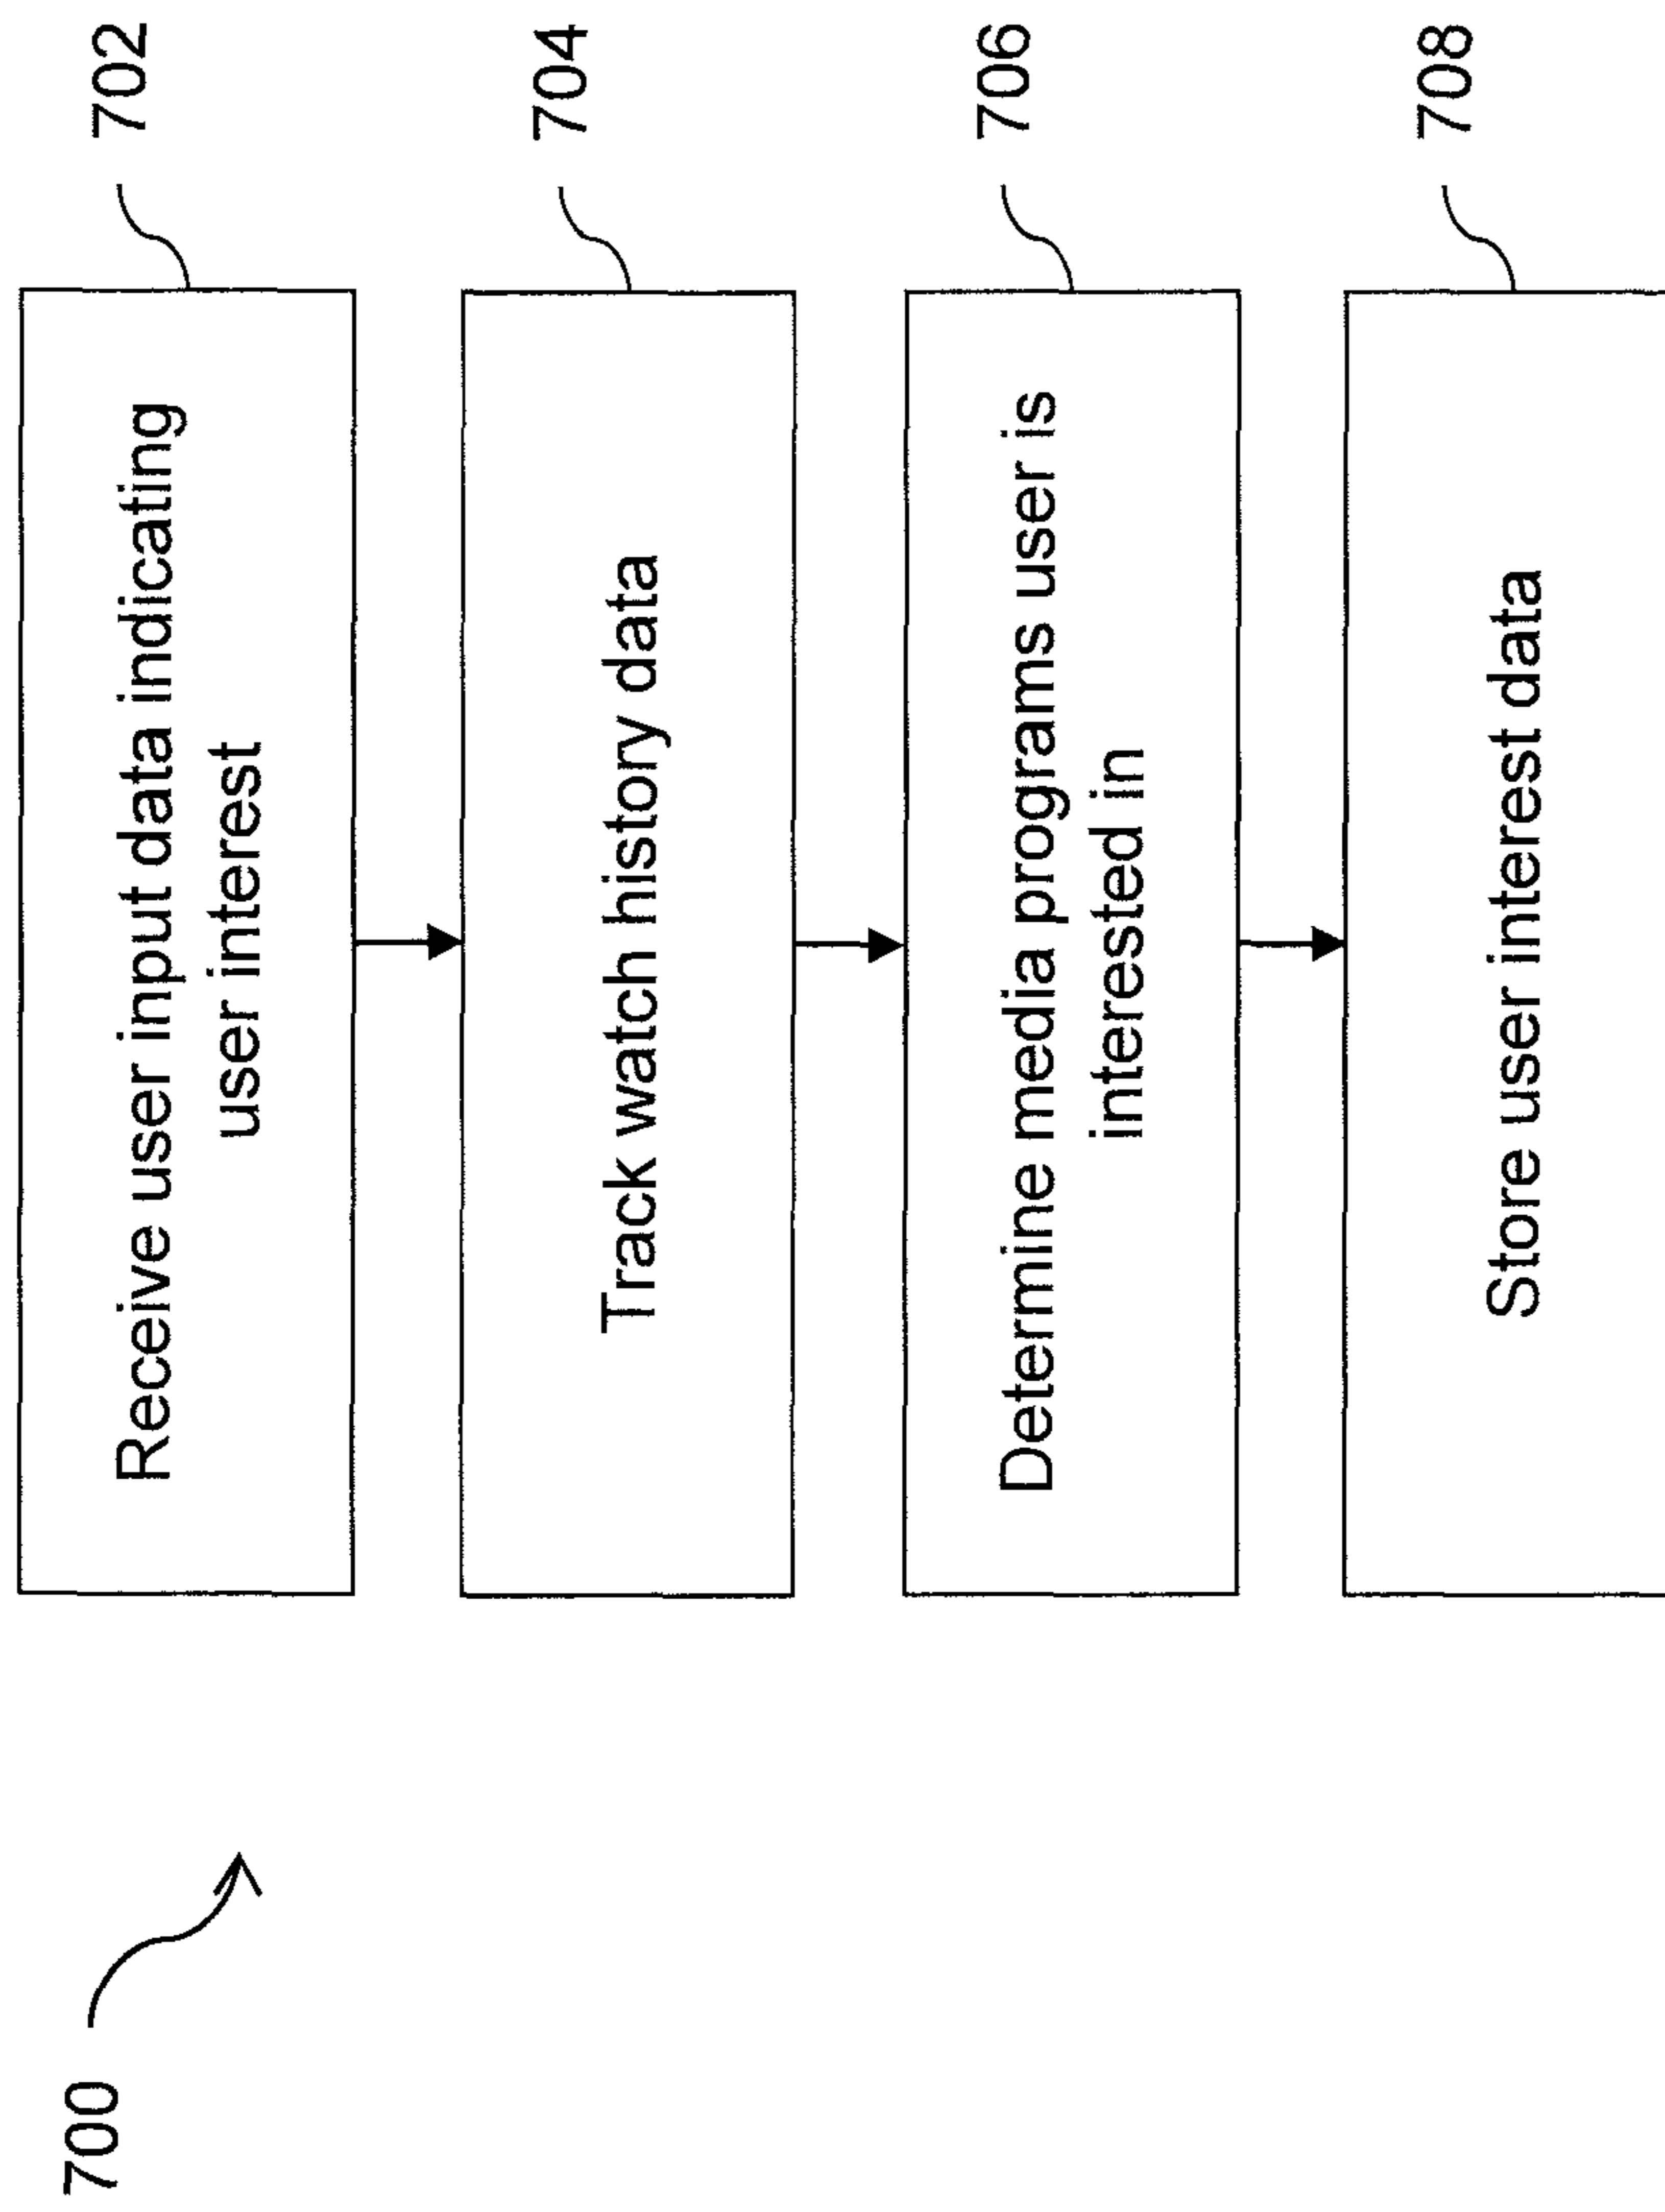 700
Receive user input data indicating
user interest
702
Track watch history data
704
Determine media programs user is
interested in
706
Store user interest data
708